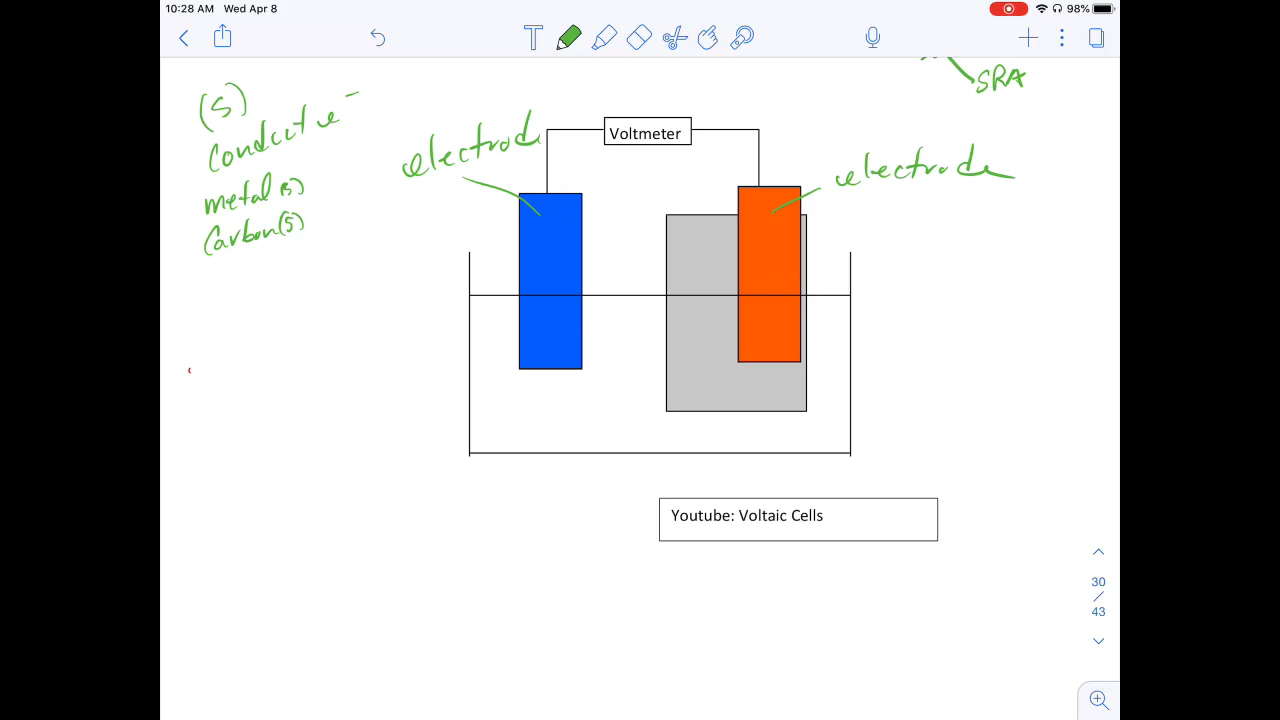 10:28 AM Wed Apr 8
98%
T
SRA
(s)
Conductive
metal (s)
Carbon(s)
electrode
Voltmeter
electrode
Youtube: Voltaic Cells
30
43